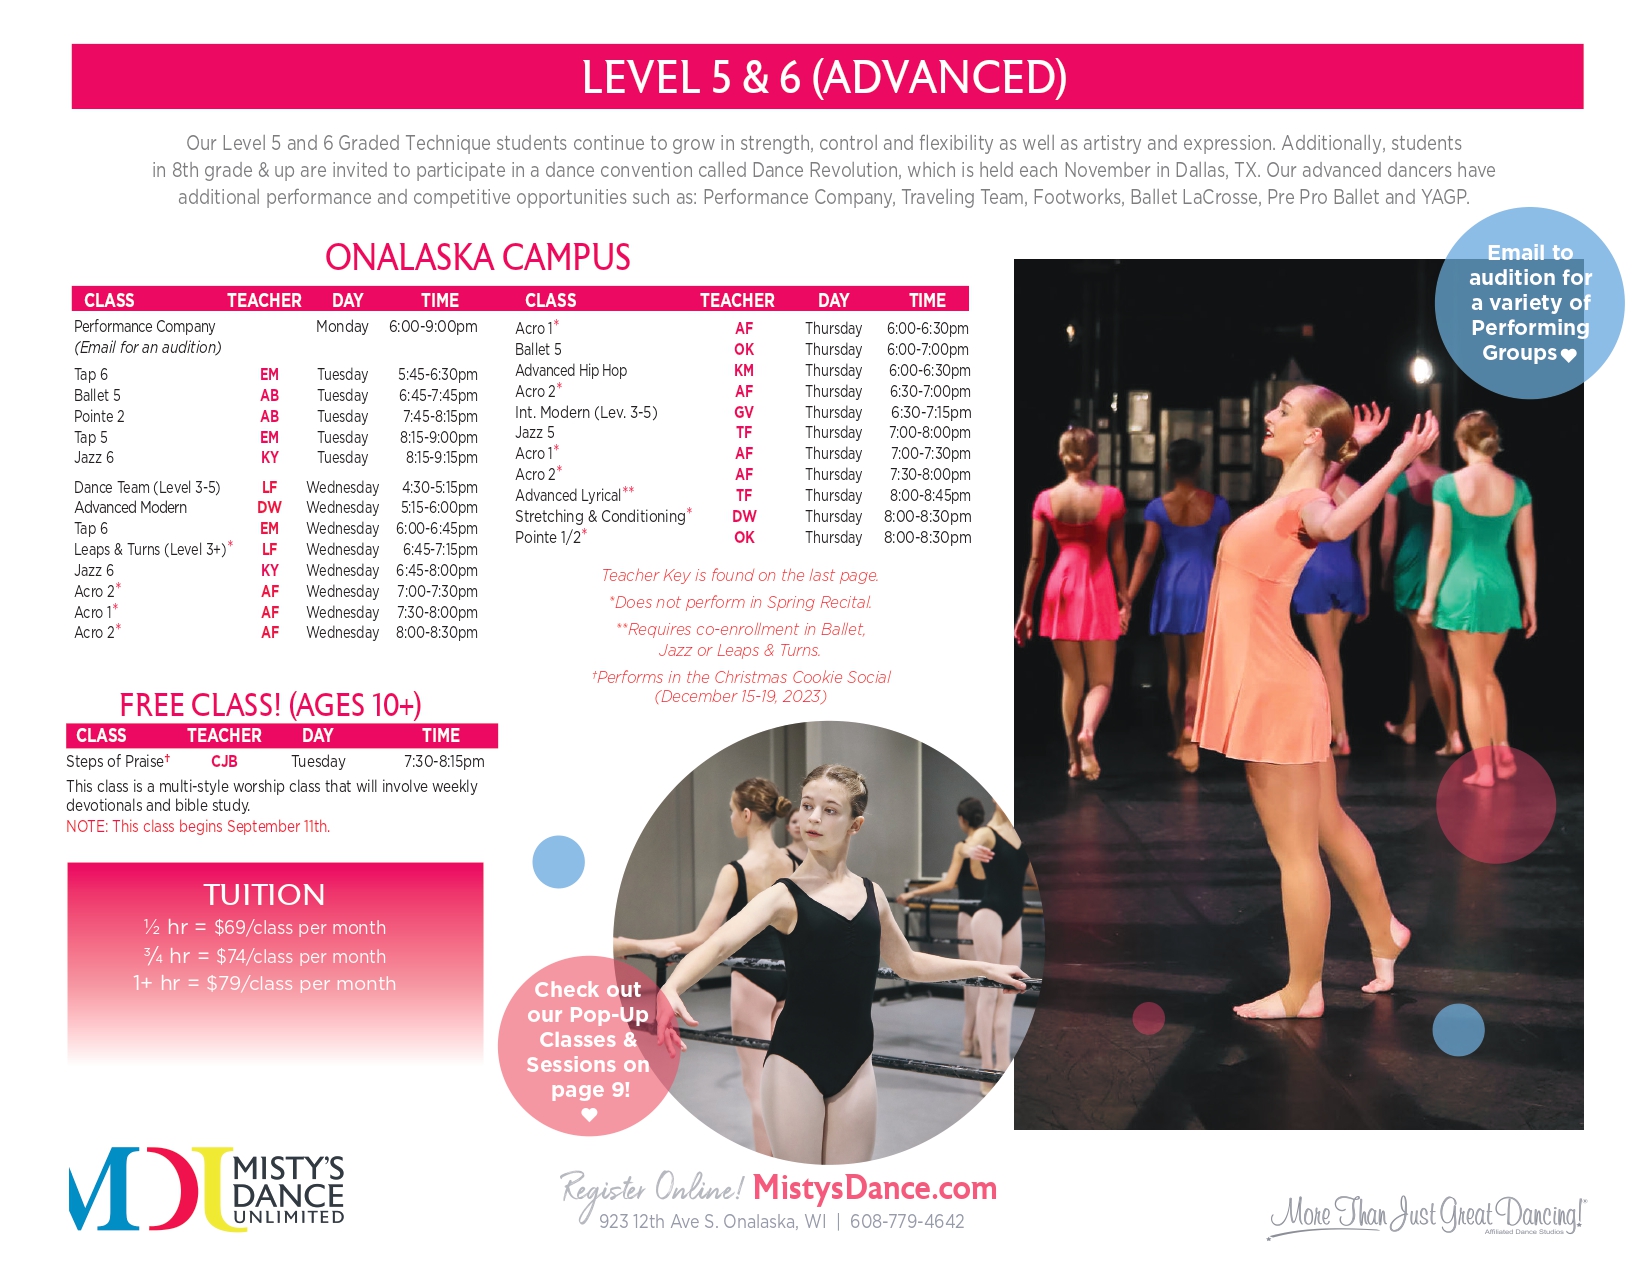 LEVEL 5 & 6 (ADVANCED)
Our Level 5 and 6 Graded Technique students continue to grow in strength, control and flexibility as well as artistry and expression. Additionally, students
in 8th grade & up are invited to participate in a dance convention called Dance Revolution, which is held each November in Dallas, TX. Our advanced dancers have
additional performance and competitive opportunities such as: Performance Company, Traveling Team, Footworks, Ballet LaCrosse, Pre Pro Ballet and YAGP.
Email to
audition for
a variety of
Performing
Groups
ONALASKA CAMPUS
CLASS TEACHER DAY TIME
Performance Company Monday 6:00-9:00pm
(Email for an audition)
Tap 6 EM Tuesday 5:45-6:30pm
Ballet 5 AB Tuesday 6:45-7:45pm
Pointe 2 AB Tuesday 7:45-8:15pm
Tap 5 EM Tuesday 8:15-9:00pm
Jazz 6 KY Tuesday 8:15-9:15pm
Dance Team (Level 3-5) LF Wednesday 4:30-5:15pm
Advanced Modern DW Wednesday 5:15-6:00pm
Tap 6 EM Wednesday 6:00-6:45pm
Leaps & Turns (Level 3+)* LF Wednesday 6:45-7:15pm
Jazz 6 KY Wednesday 6:45-8:00pm
Acro 2* AF Wednesday 7:00-7:30pm
Acro 1* AF Wednesday 7:30-8:00pm
Acro 2* AF Wednesday 8:00-8:30pm
CLASS TEACHER DAY TIME
Acro 1* AF Thursday 6:00-6:30pm
Ballet 5 OK Thursday 6:00-7:00pm
Advanced Hip Hop KM Thursday 6:00-6:30pm
Acro 2* AF Thursday 6:30-7:00pm
Int. Modern (Lev. 3-5) GV Thursday 6:30-7:15pm
Jazz 5 TF Thursday 7:00-8:00pm
Acro 1* AF Thursday 7:00-7:30pm
Acro 2* AF Thursday 7:30-8:00pm
Advanced Lyrical** TF Thursday 8:00-8:45pm
Stretching & Conditioning* DW Thursday 8:00-8:30pm
Pointe 1/2* OK Thursday 8:00-8:30pm
Teacher Key is found on the last page.
*Does not perform in Spring Recital.
**Requires co-enrollment in Ballet,
Jazz or Leaps & Turns.
†Performs in the Christmas Cookie Social
(December 15-19, 2023)
FREE CLASS! (AGES 10+)
CLASS TEACHER DAY TIME
Steps of Praise† CJB Tuesday 7:30-8:15pm
This class is a multi-style worship class that will involve weekly
devotionals and bible study.
NOTE: This class begins September 11th.
TUITION
½ hr = $69/class per month
¾ hr = $74/class per month
1+ hr = $79/class per month
Check out
our Pop-Up
Classes &
Sessions on
page 9!
MDU
MISTY'S
DANCE
UNLIMITED
Register Online! MistysDance.com
923 12th Ave S. Onalaska, WI | 608-779-4642
More Than Just Great Dancing!
Affiliated Dance Studios